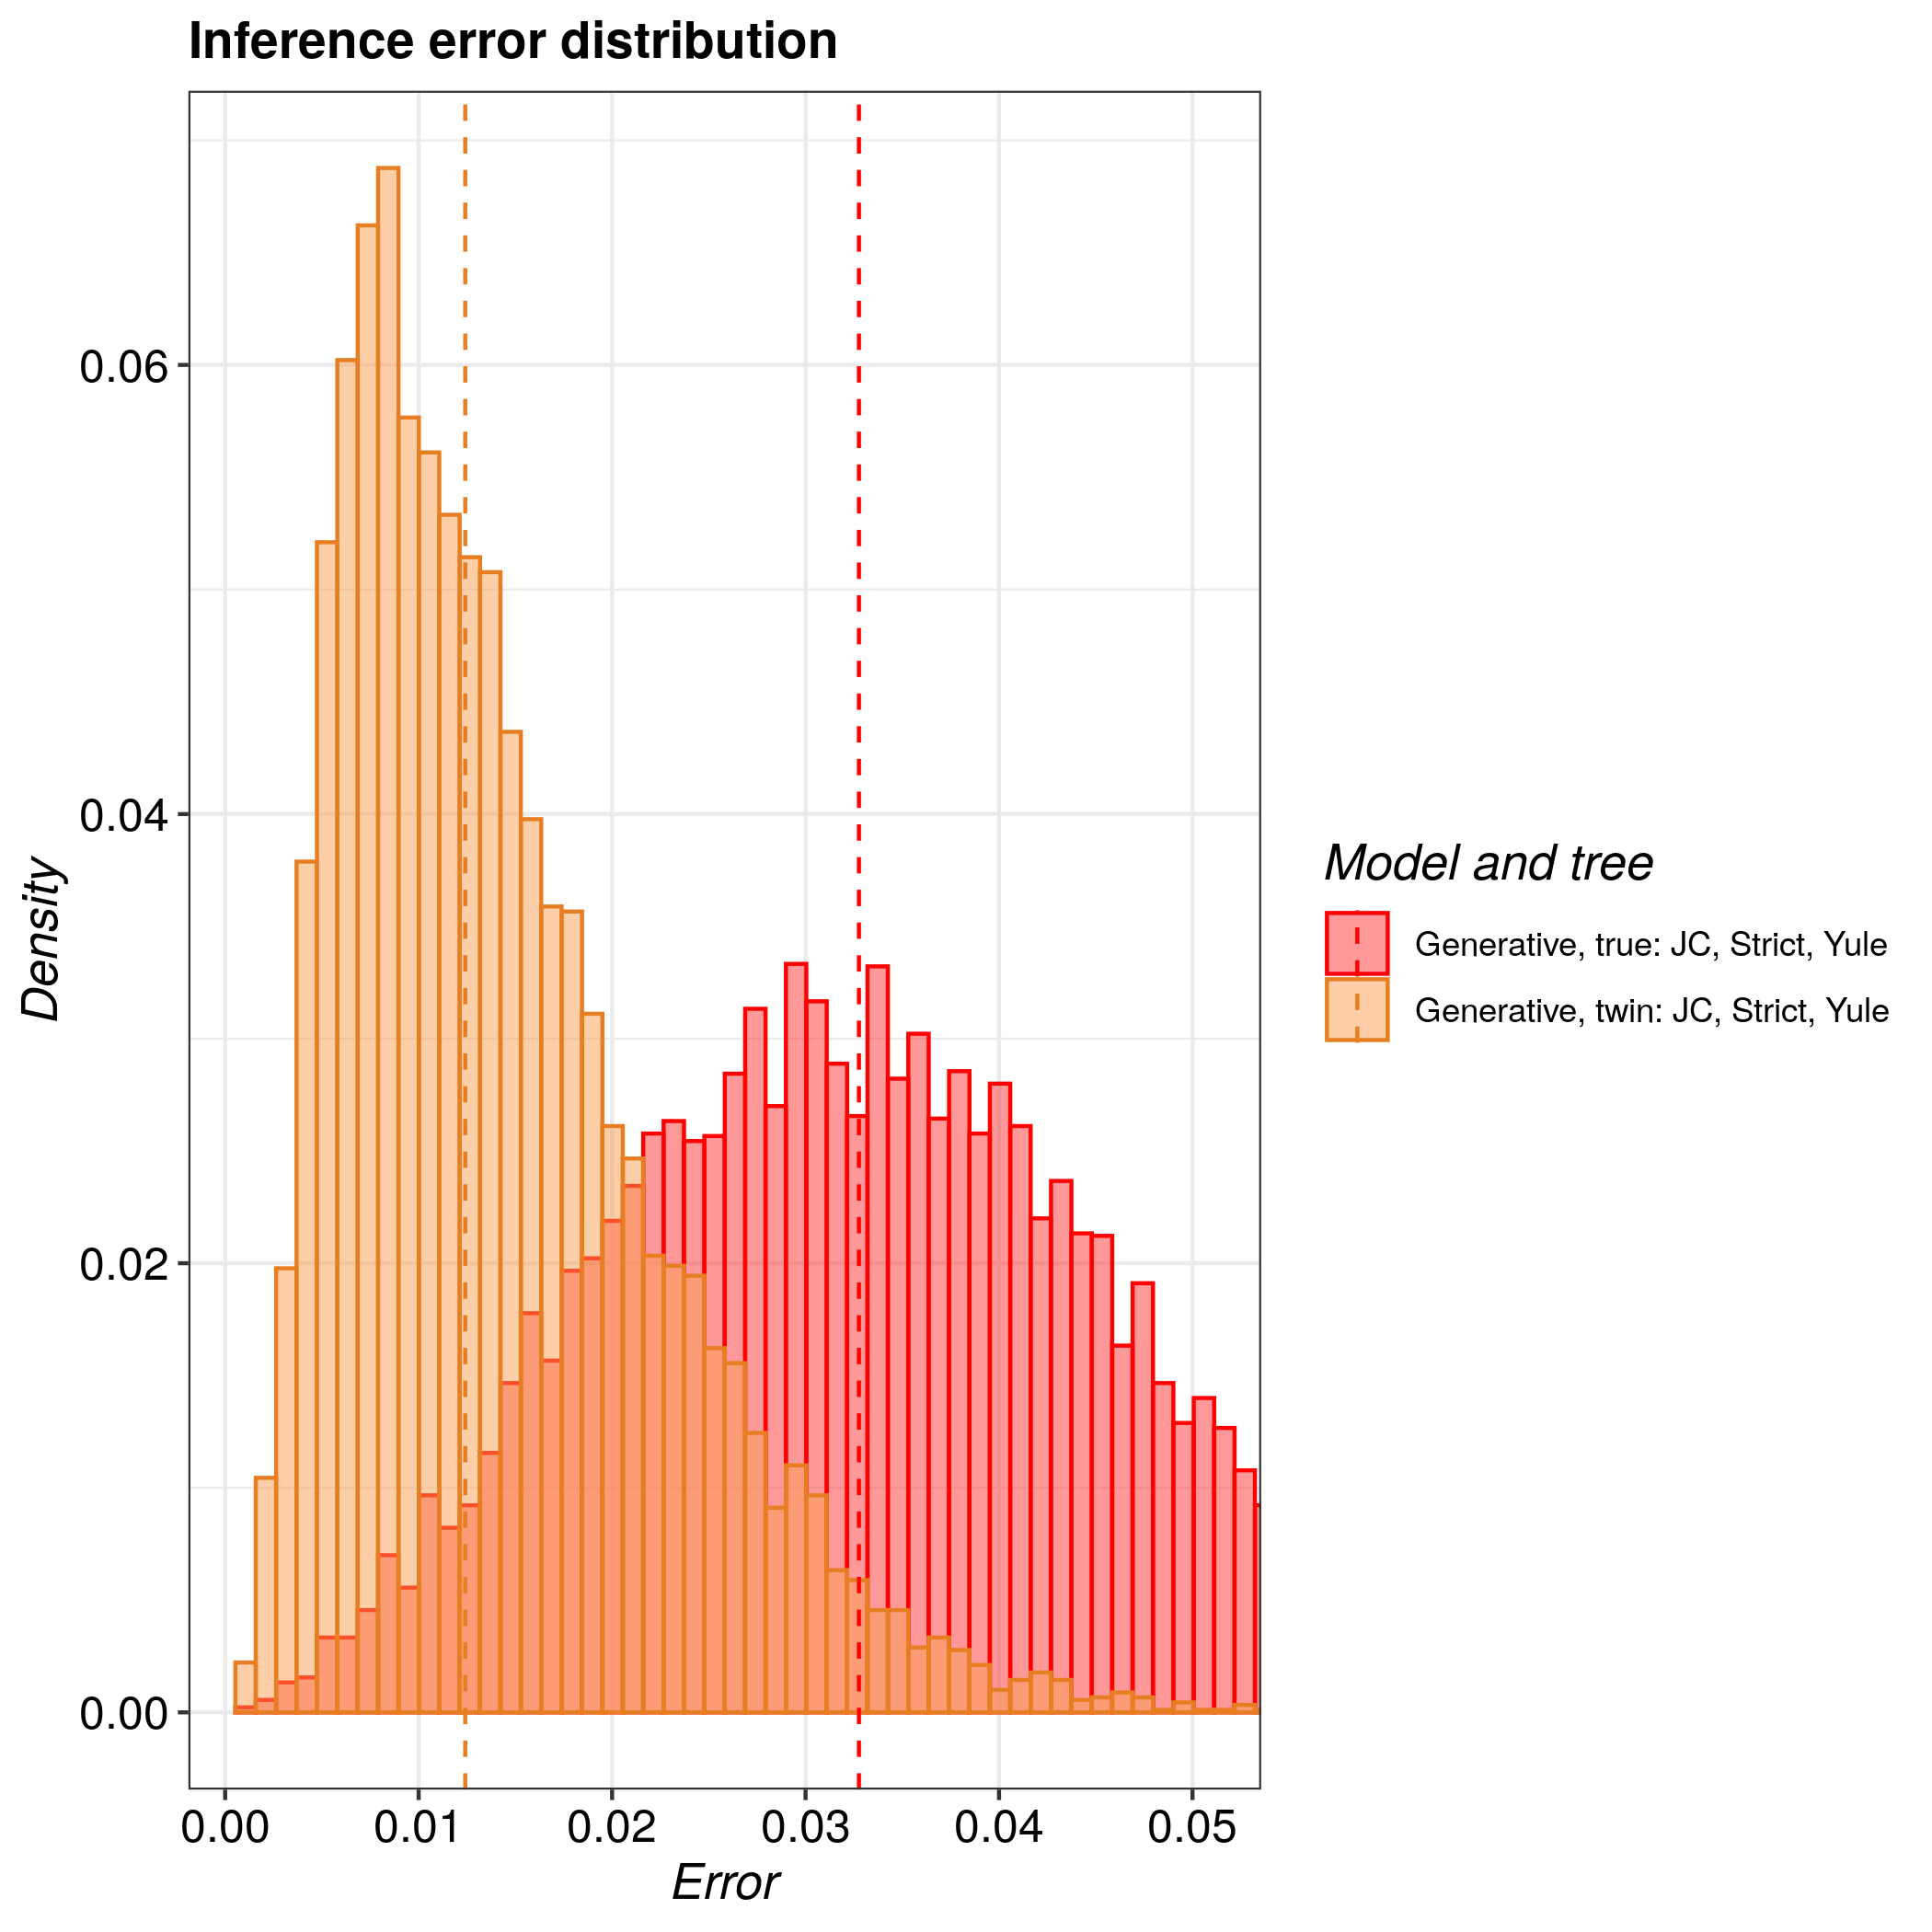 Inference error distribution
0.06
0.04
0.02
0.00
Density
0.00 0.01 0.02 0.03 0.04 0.05
Error
Model and tree
Generative, true: JC, Strict, Yule
Generative, twin: JC, Strict, Yule